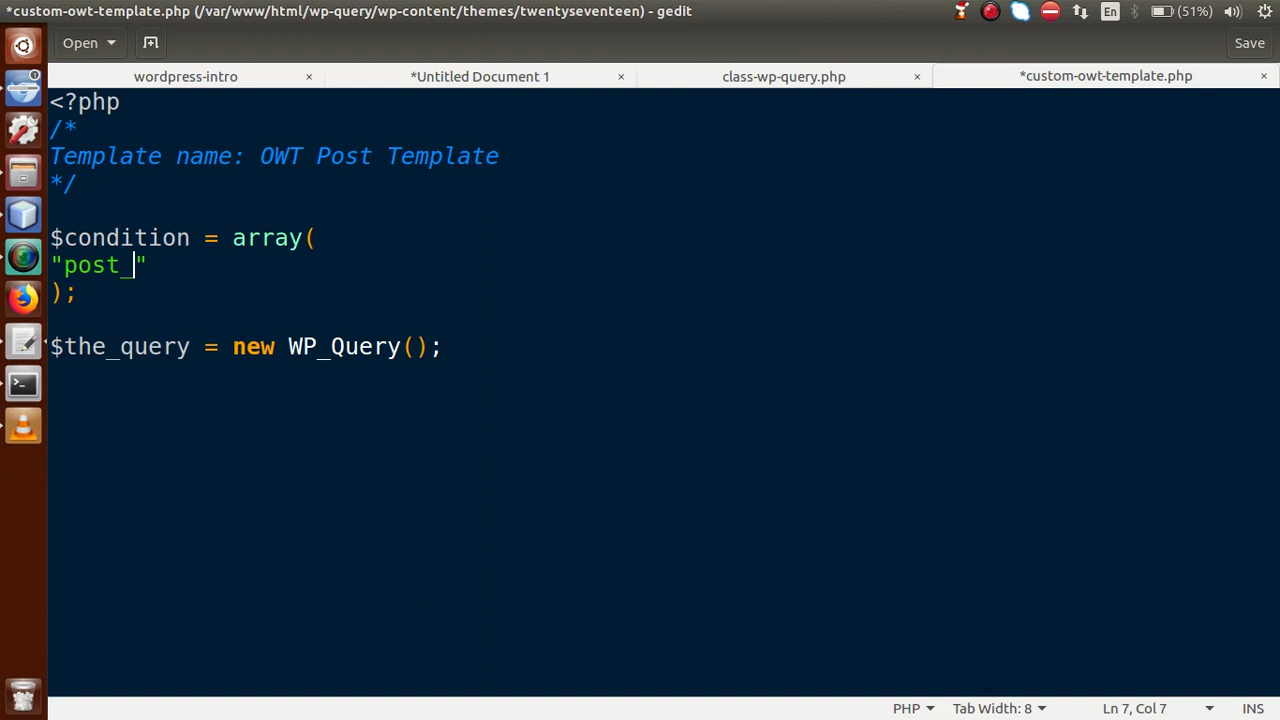 *custom-owt-template.php (/var/www/html/wp-query/wp-content/themes/twentyseventeen) - gedit
En (51%)
Open Save
wordpress-intro × *Untitled Document 1 × class-wp-query.php × *custom-owt-template.php ×
<?php
/*
Template name: OWT Post Template
*/
$condition = array(
"post_"
);
$the_query = new WP_Query();
PHP Tab Width: 8 Ln 7, Col 7 INS